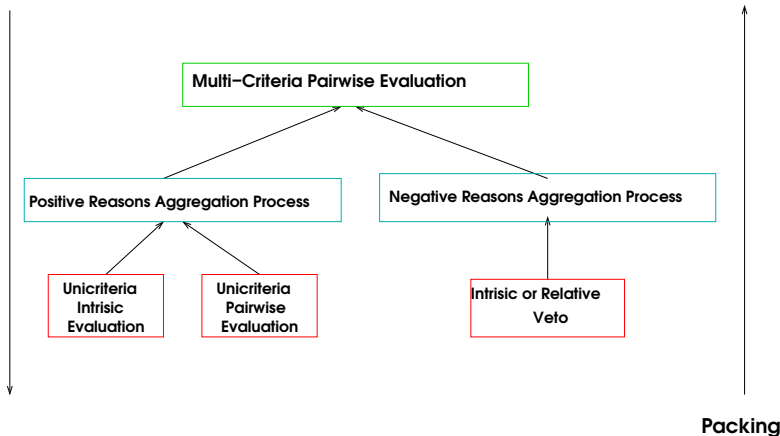 Multi-Criteria Pairwise Evaluation
Positive Reasons Aggregation Process
Negative Reasons Aggregation Process
Unicriteria
Intrisic
Evaluation
Unicriteria
Pairwise
Evaluation
Intrisic or Relative
Veto
Packing